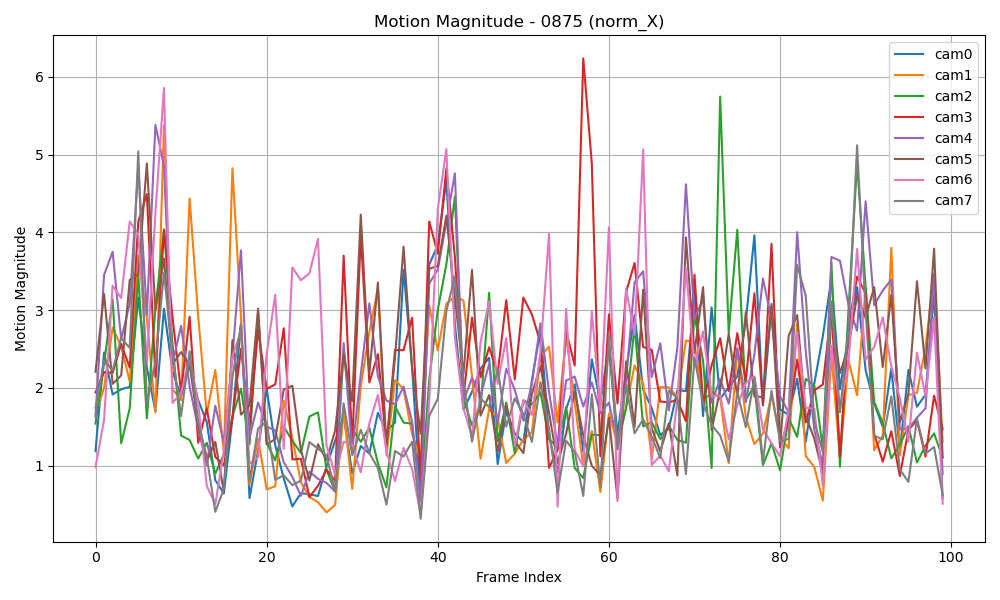 Motion Magnitude - 0875 (norm_X)
cam0
cam1
cam2
cam3
cam4
cam5
cam6
cam7
Motion Magnitude
6
5
4
3
2
1
0
20
40
60
80
100
Frame Index